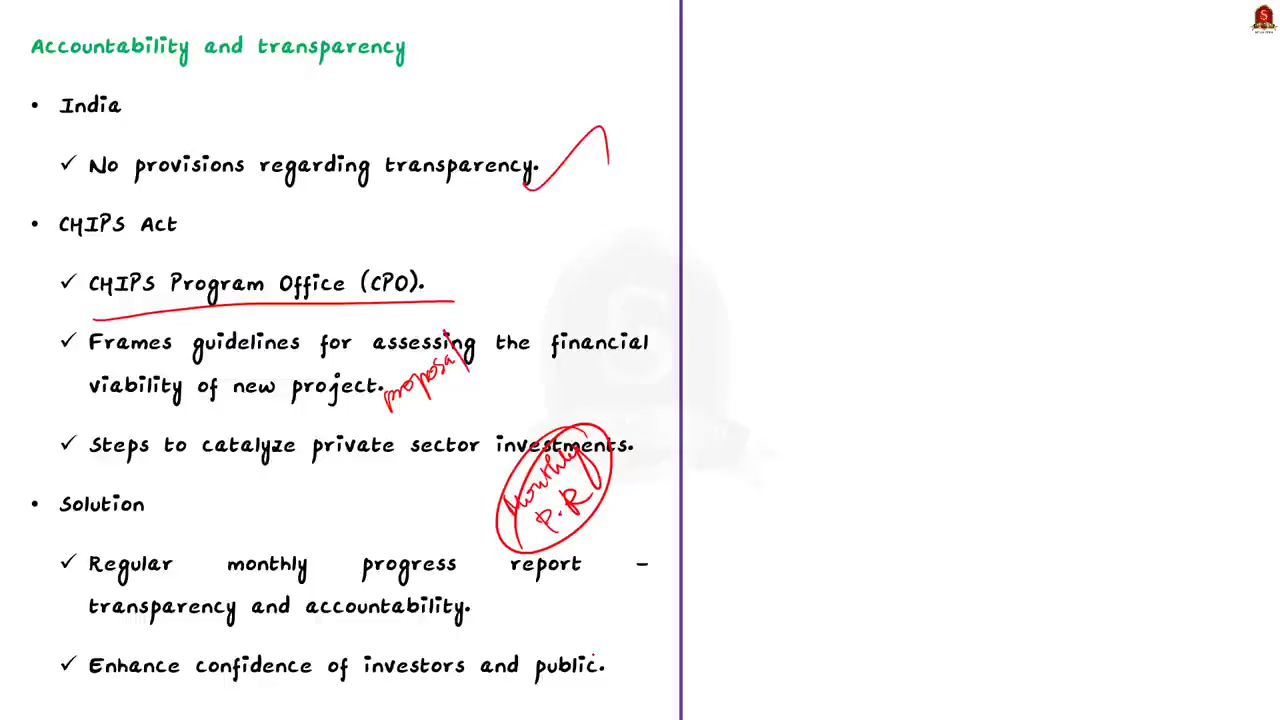 Accountability and transparency
• India
✓ No provisions regarding transparency.
• CHIPS Act
✓ CHIPS Program Office (CPO).
✓ Frames guidelines for assessing the financial
viability of new project.
proposal
✓ Steps to catalyze private sector investments.
Monthly
P.R
• Solution
✓ Regular monthly progress report –
transparency and accountability.
✓ Enhance confidence of investors and public.